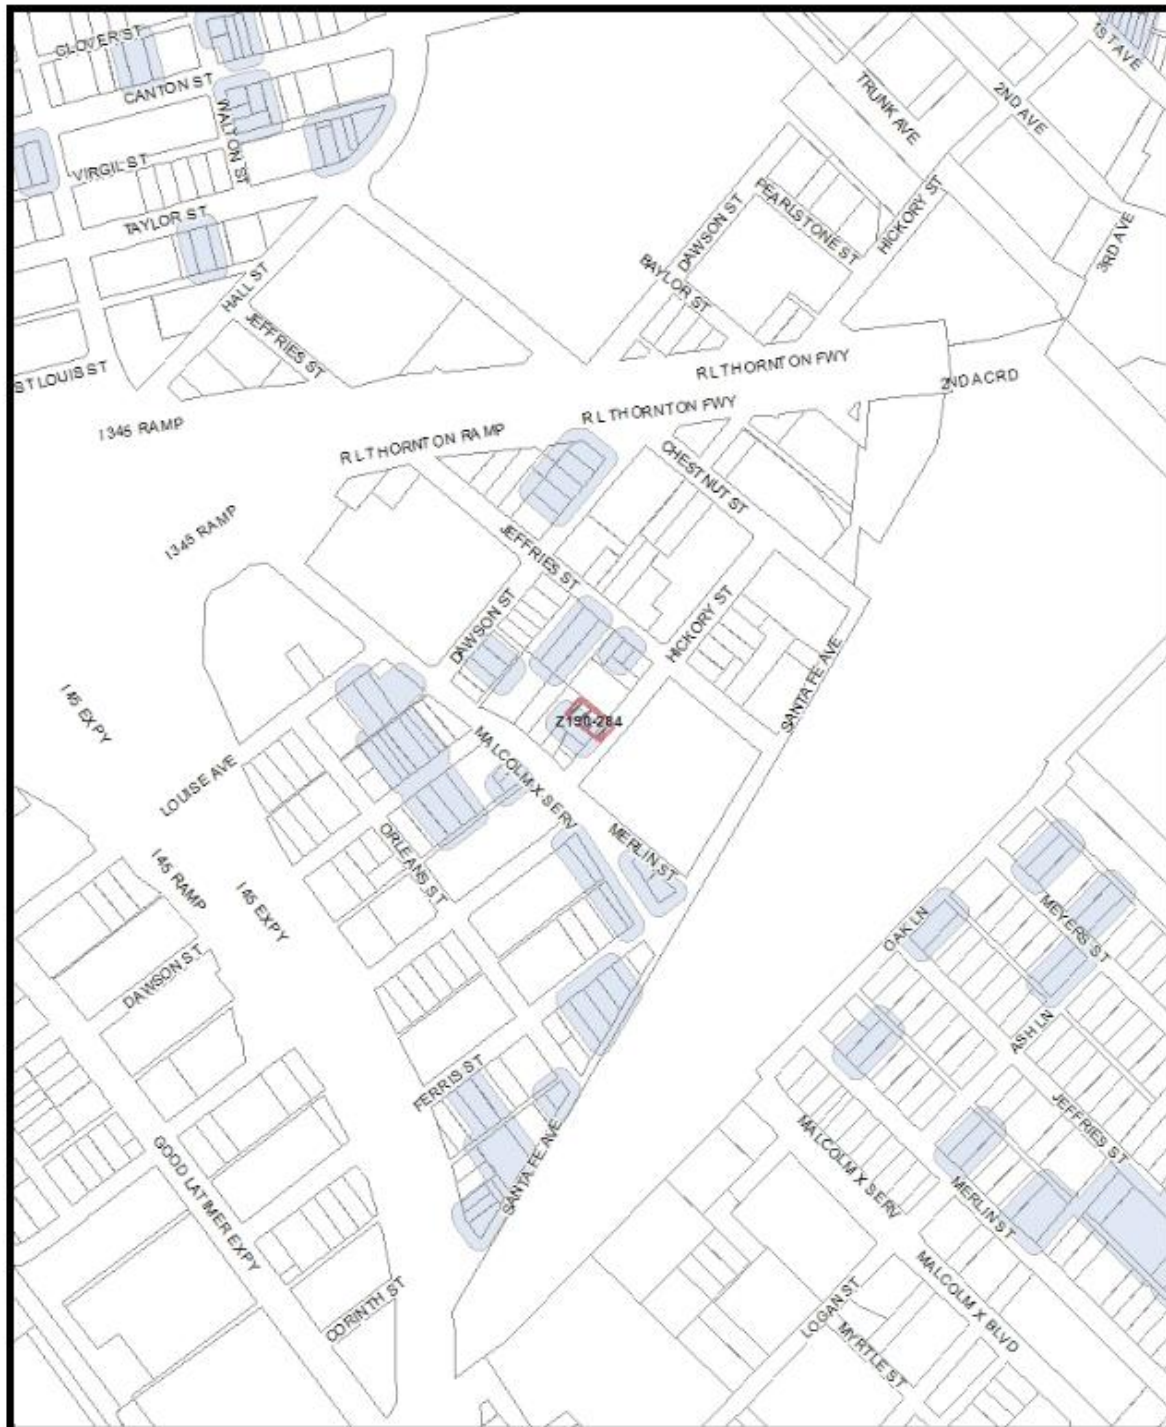 GLOVER ST
1ST AVE
CANTON ST
TRUNK AVE
2ND AVE
WALTON ST
VIRGIL ST
PEARLSTONE ST
HICKORY ST
TAYLOR ST
DAWSON ST
3RD AVE
BAYLOR ST
HALL ST
JEFFRIES ST
ST LOUIS ST
R L THORNTON FWY
2ND ACRD
R L THORNTON FWY
I 345 RAMP
R L THORNTON RAMP
CHESTNUT ST
I 345 RAMP
JEFFRIES ST
DAWSON ST
HICKORY ST
SANTA FE AVE
I 45 EXPY
Z190-284
MALCOLM X SERV
LOUISE AVE
MERLIN ST
ORLEANS ST
I 45 RAMP
I 45 EXPY
OAK LN
MEYERS ST
DAWSON ST
ASH LN
FERRIS ST
JEFFRIES ST
SANTA FE AVE
MALCOLM X SERV
GOOD LATIMER EXPY
MERLIN ST
MALCOLM X BLVD
LOGAN ST
CORINTH ST
MYRTLE ST